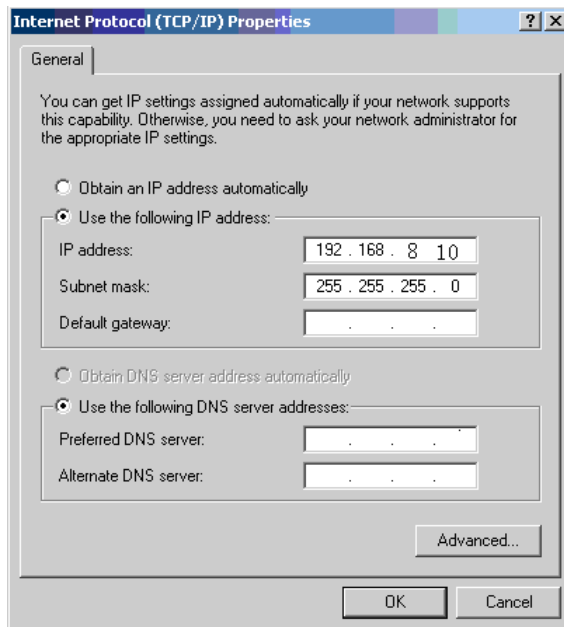 Internet Protocol (TCP/IP) Properties
General
You can get IP settings assigned automatically if your network supports
this capability. Otherwise, you need to ask your network administrator for
the appropriate IP settings.
Obtain an IP address automatically
Use the following IP address:
IP address: 192 . 168 . 8 10
Subnet mask: 255 . 255 . 255 . 0
Default gateway: . . .
Obtain DNS server address automatically
Use the following DNS server addresses:
Preferred DNS server: . . .
Alternate DNS server: . . .
Advanced...
OK Cancel